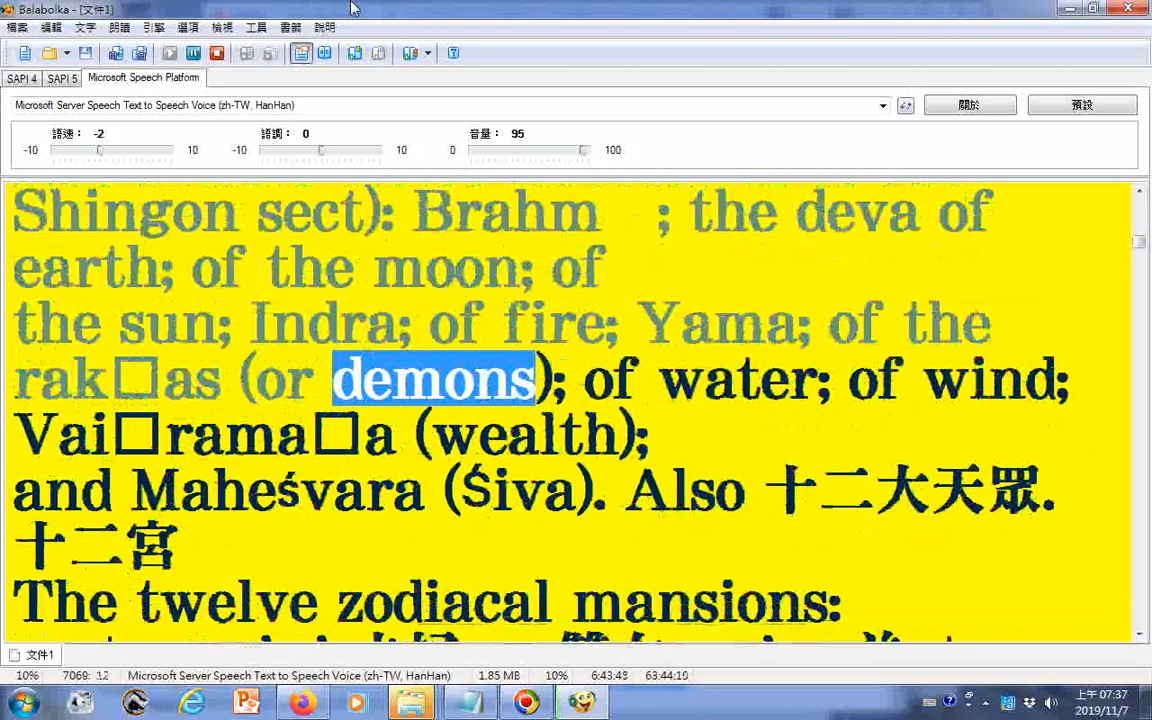 Balabolka - [文件1]
檔案 編輯 文字 朗讀 引擎 選項 檢視 工具 書籤 說明
SAPI 4 SAPI 5 Microsoft Speech Platform
Microsoft Server Speech Text to Speech Voice (zh-TW, HanHan) 關於 預設
語速： -2 語調： 0 音量： 95
-10 10 -10 10 0 100
Shingon sect): Brahm ; the deva of
earth; of the moon; of
the sun; Indra; of fire; Yama; of the
rak□as (or demons); of water; of wind;
Vai□rama□a (wealth);
and Maheśvara (Śiva). Also 十二大天眾.
十二宮
The twelve zodiacal mansions:
文件1
10% 7069: 12 Microsoft Server Speech Text to Speech Voice (zh-TW, HanHan) 1.85 MB 10% 6:43:43 63:44:19
上午 07:37
2019/11/7